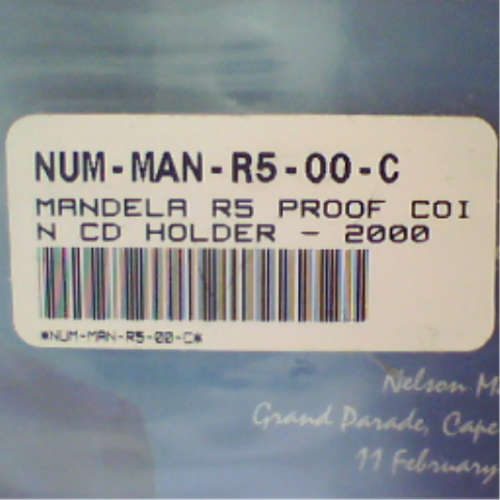 NUM-MAN-R5-00-C
MANDELA R5 PROOF COI
N CD HOLDER - 2000
*NUM-MAN-R5-00-C*
Nelson
Grand Parade, Cape
11 February